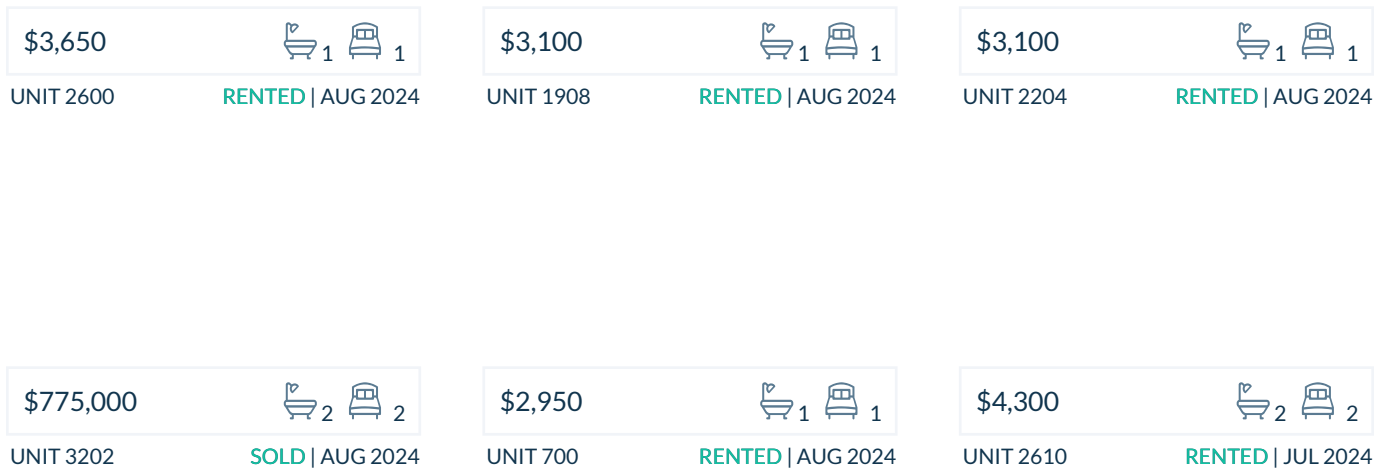 $3,650 1 1
UNIT 2600 RENTED | AUG 2024
$3,100 1 1
UNIT 1908 RENTED | AUG 2024
$3,100 1 1
UNIT 2204 RENTED | AUG 2024
$775,000 2 2
UNIT 3202 SOLD | AUG 2024
$2,950 1 1
UNIT 700 RENTED | AUG 2024
$4,300 2 2
UNIT 2610 RENTED | JUL 2024